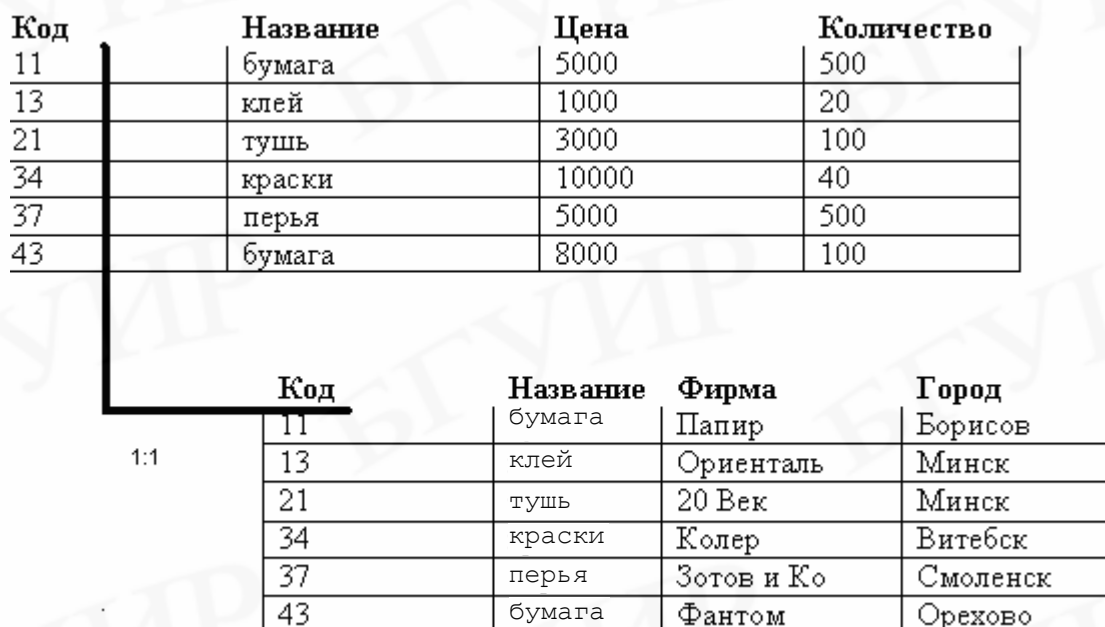 Код Название Цена Количество
11 бумага 5000 500
13 клей 1000 20
21 тушь 3000 100
34 краски 10000 40
37 перья 5000 500
43 бумага 8000 100
Код Название Фирма Город
11 бумага Папир Борисов
1:1
13 клей Ориенталь Минск
21 тушь 20 Век Минск
34 краски Колер Витебск
37 перья Зотов и Ко Смоленск
43 бумага Фантом Орехово
БГУИР